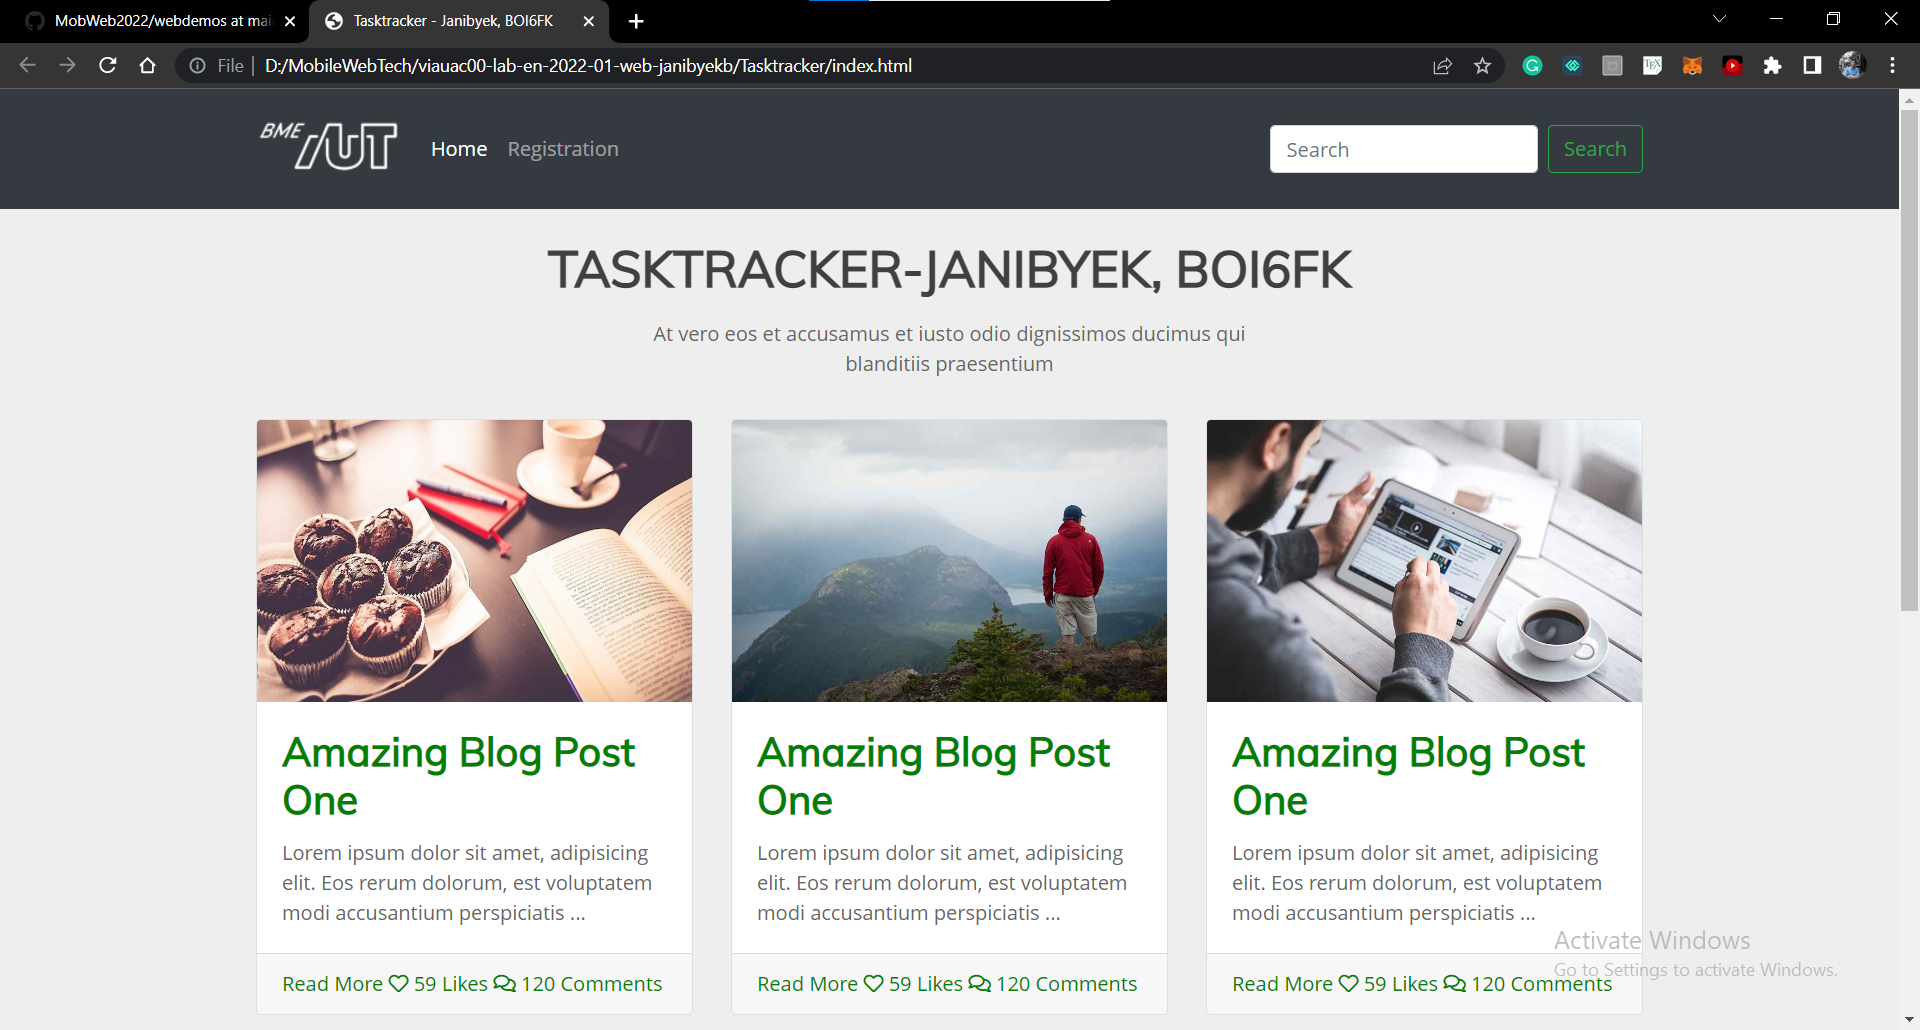 MobWeb2022/webdemos at mai
Tasktracker - Janibyek, BOI6FK
File | D:/MobileWebTech/viauac00-lab-en-2022-01-web-janibyekb/Tasktracker/index.html
BME AUT
Home Registration
Search
Search
TASKTRACKER-JANIBYEK, BOI6FK
At vero eos et accusamus et iusto odio dignissimos ducimus qui
blanditiis praesentium
Amazing Blog Post
One
Lorem ipsum dolor sit amet, adipisicing
elit. Eos rerum dolorum, est voluptatem
modi accusantium perspiciatis ...
Read More 59 Likes 120 Comments
Amazing Blog Post
One
Lorem ipsum dolor sit amet, adipisicing
elit. Eos rerum dolorum, est voluptatem
modi accusantium perspiciatis ...
Read More 59 Likes 120 Comments
Amazing Blog Post
One
Lorem ipsum dolor sit amet, adipisicing
elit. Eos rerum dolorum, est voluptatem
modi accusantium perspiciatis ...
Read More 59 Likes 120 Comments
Activate Windows
Go to Settings to activate Windows.